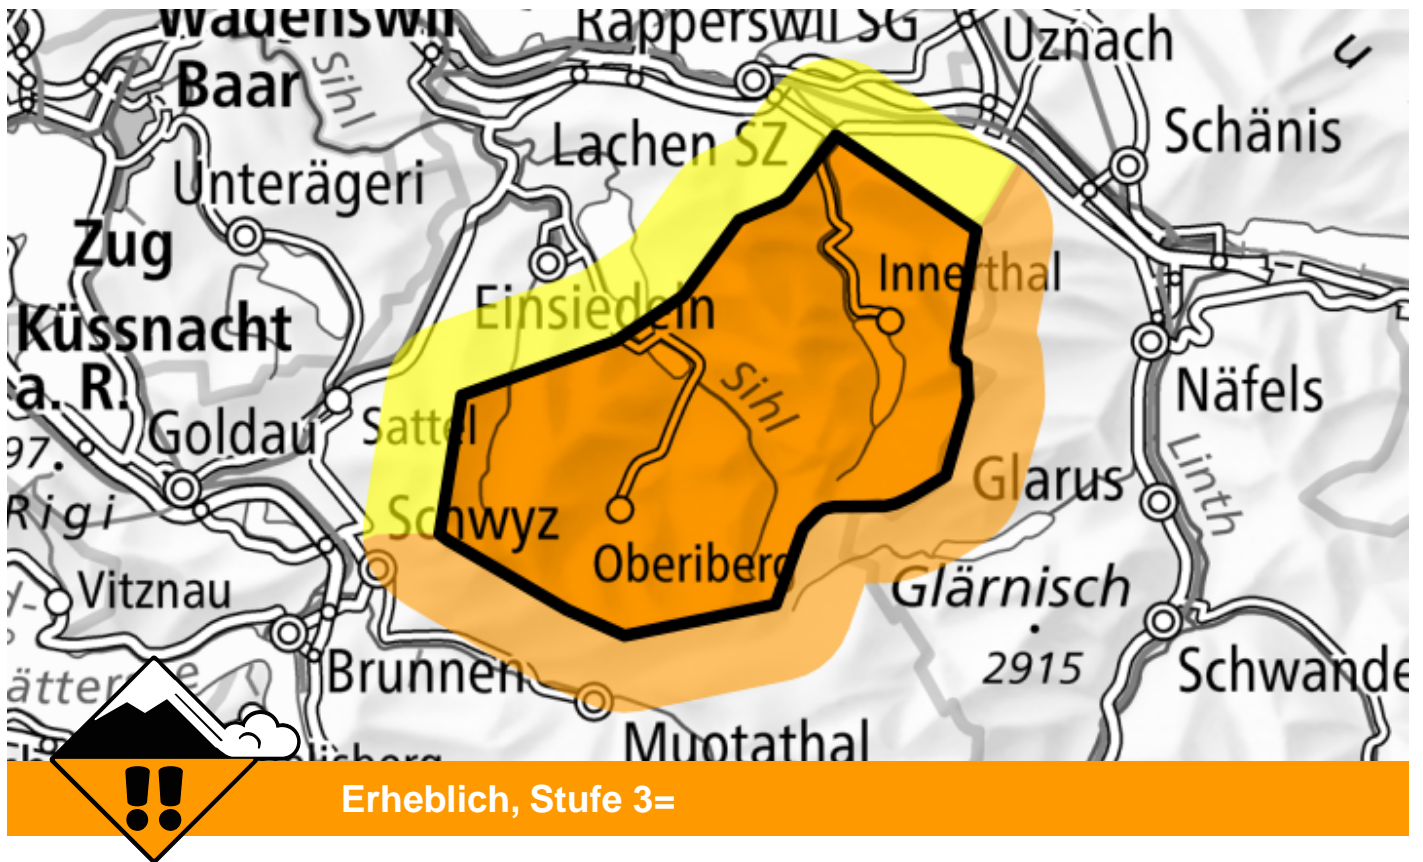 Wädenswil
Rapperswil SG
Uznach
u
Baar
Sihl
Lachen SZ
Schänis
Unterägeri
Zug
Innerthal
Einsiedeln
Küssnacht
a. R.
Sihl
Näfels
Sattel
Goldau
97.
Linth
Glarus
Rigi
Schwyz
Oberiberg
Glärnisch
Vitznau
2915
Brunnen
Schwande
Muotathal
Erheblich, Stufe 3=